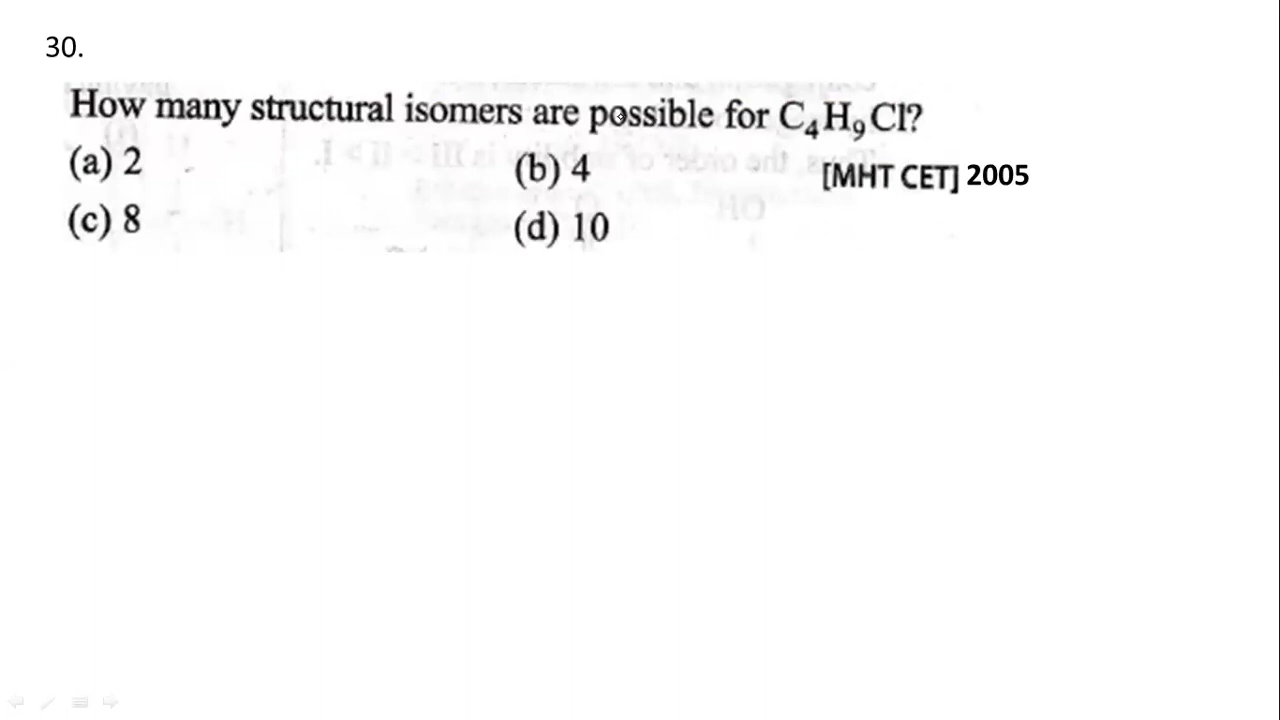 30.
How many structural isomers are possible for C₄H₉Cl?
(a) 2 (b) 4 [MHT CET] 2005
(c) 8 (d) 10